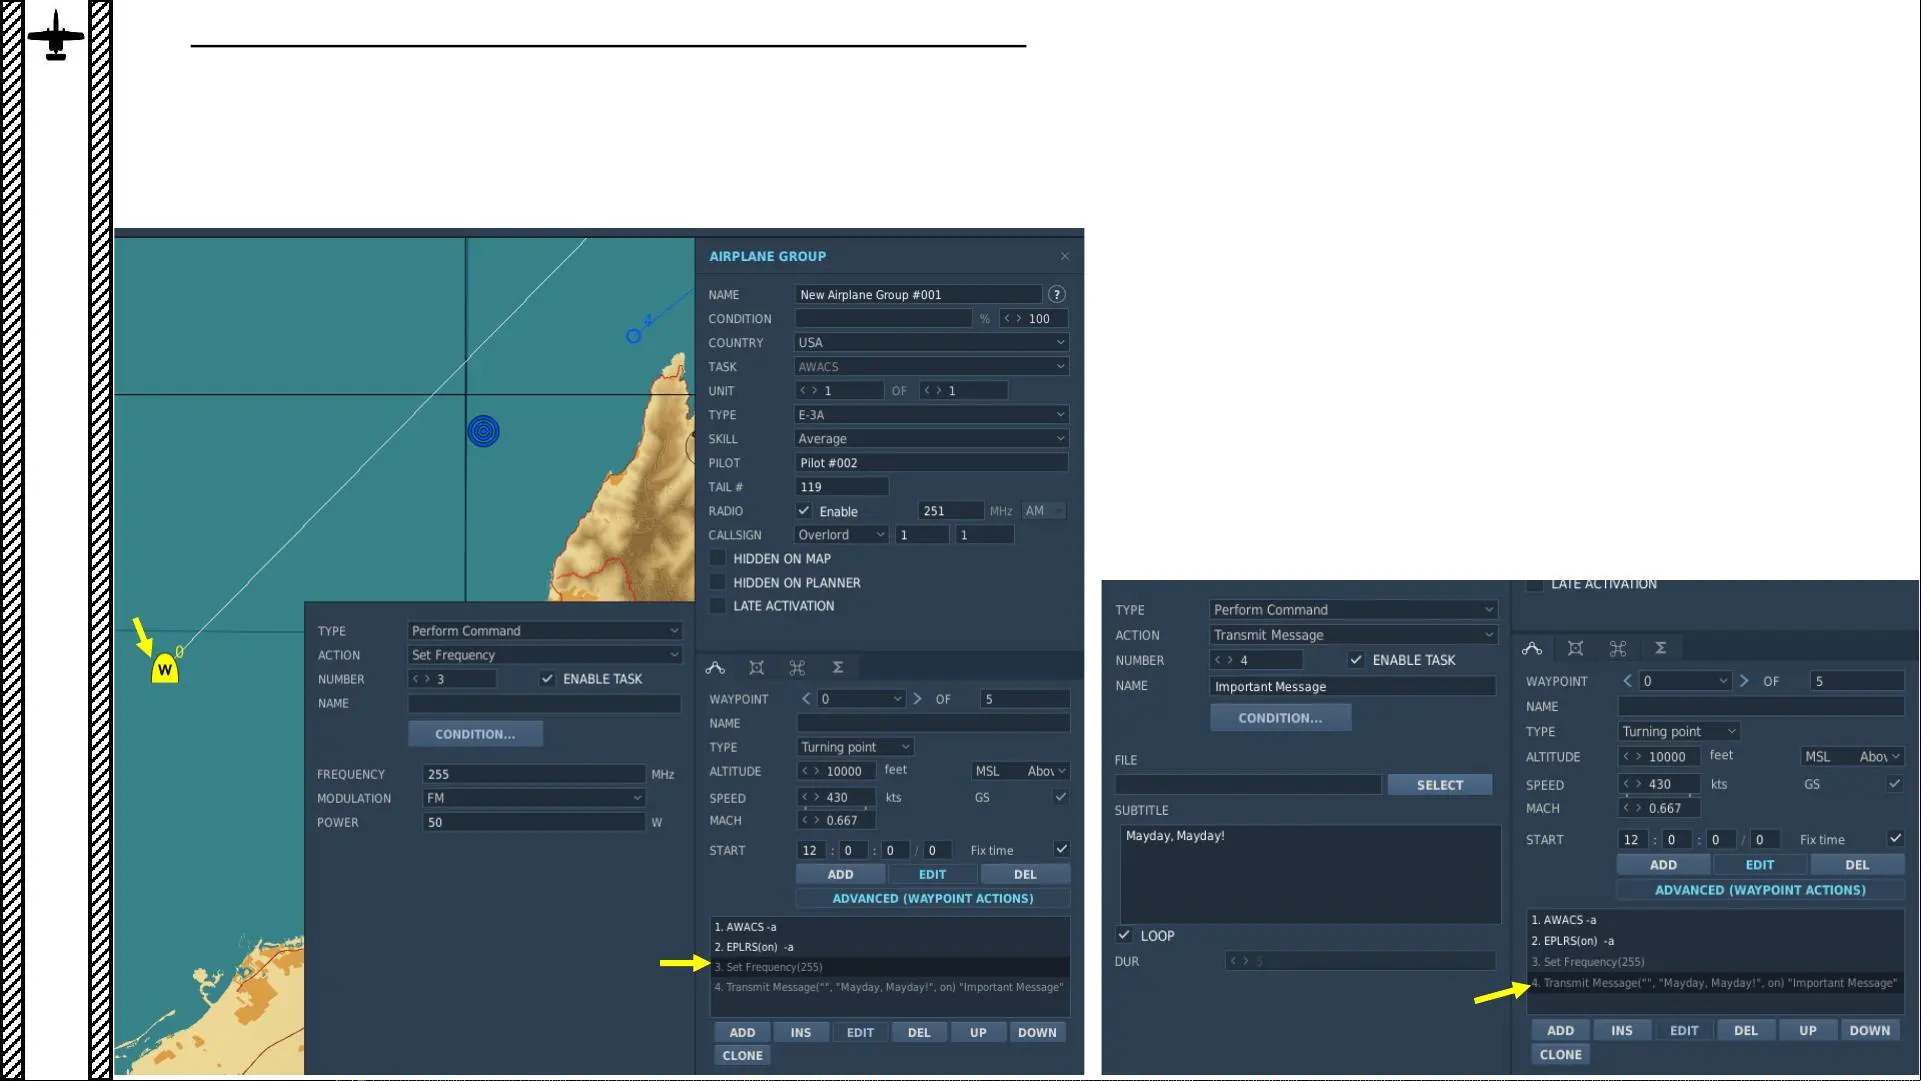 AIRPLANE GROUP
NAME New Airplane Group #001 ?
CONDITION % < > 100
COUNTRY USA
TASK AWACS
UNIT < > 1 OF < > 1
TYPE E-3A
SKILL Average
PILOT Pilot #002
TAIL # 119
RADIO Enable 251 MHz AM
CALLSIGN Overlord 1 1
HIDDEN ON MAP
HIDDEN ON PLANNER
LATE ACTIVATION
4
0
W
TYPE Perform Command
ACTION Set Frequency
NUMBER < > 3 ENABLE TASK
NAME
CONDITION...
FREQUENCY 255 MHz
MODULATION FM
POWER 50 W
WAYPOINT < 0 > OF 5
NAME
TYPE Turning point
ALTITUDE < > 10000 feet MSL Abov
SPEED < > 430 kts GS
MACH < > 0.667
START 12 : 0 : 0 / 0 Fix time
ADD EDIT DEL
ADVANCED (WAYPOINT ACTIONS)
1. AWACS -a
2. EPLRS(on) -a
3. Set Frequency(255)
4. Transmit Message("", "Mayday, Mayday!", on) "Important Message"
ADD INS EDIT DEL UP DOWN
CLONE
LATE ACTIVATION
TYPE Perform Command
ACTION Transmit Message
NUMBER < > 4 ENABLE TASK
NAME Important Message
CONDITION...
FILE
SELECT
SUBTITLE
Mayday, Mayday!
LOOP
DUR < > 5
WAYPOINT < 0 > OF 5
NAME
TYPE Turning point
ALTITUDE < > 10000 feet MSL Abov
SPEED < > 430 kts GS
MACH < > 0.667
START 12 : 0 : 0 / 0 Fix time
ADD EDIT DEL
ADVANCED (WAYPOINT ACTIONS)
1. AWACS -a
2. EPLRS(on) -a
3. Set Frequency(255)
4. Transmit Message("", "Mayday, Mayday!", on) "Important Message"
ADD INS EDIT DEL UP DOWN
CLONE